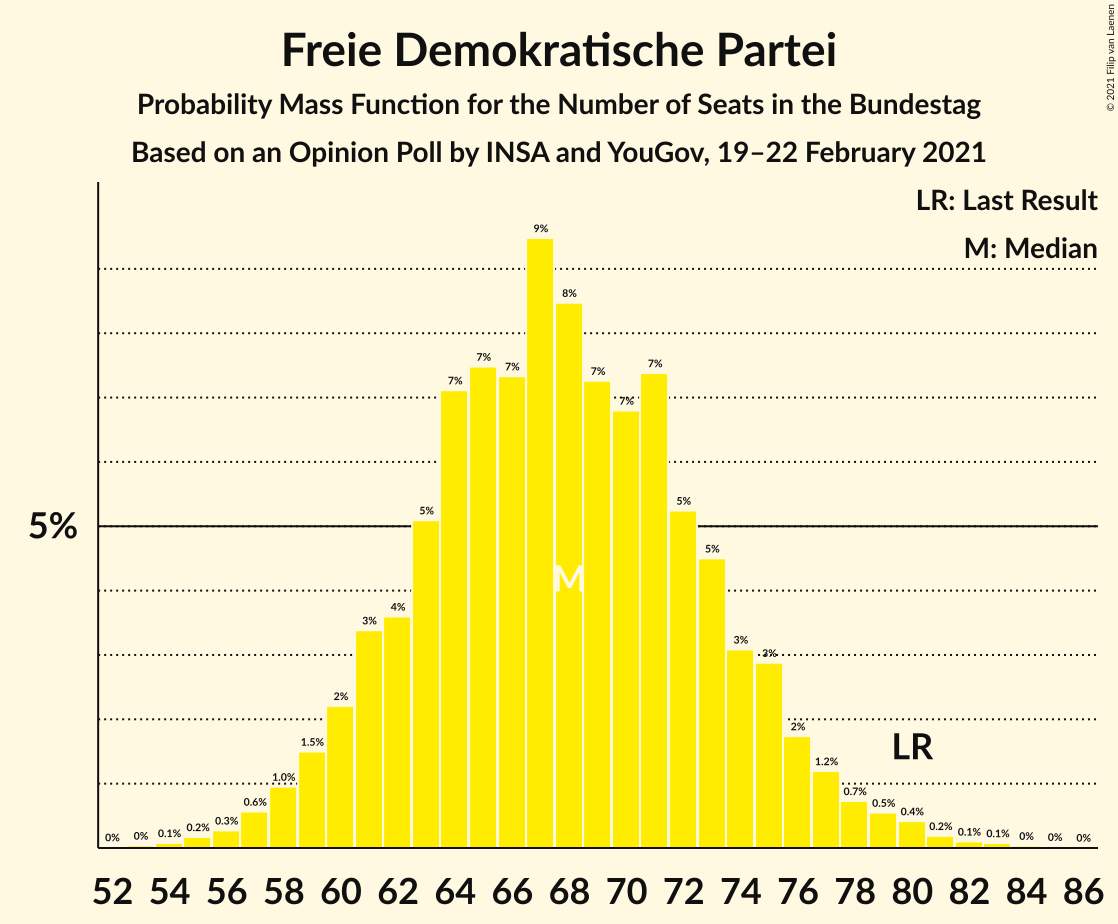 Freie Demokratische Partei
Probability Mass Function for the Number of Seats in the Bundestag
Based on an Opinion Poll by INSA and YouGov, 19–22 February 2021
© 2021 Filip van Laenen
LR: Last Result
M: Median
5%
0% 0% 0.1% 0.2% 0.3% 0.6% 1.0% 1.5% 2% 3% 4% 5% 7% 7% 7% 9% 8% 7% 7% 7% 5% 5% 3% 3% 2% 1.2% 0.7% 0.5% 0.4% 0.2% 0.1% 0.1% 0% 0% 0%
M
LR
52 54 56 58 60 62 64 66 68 70 72 74 76 78 80 82 84 86